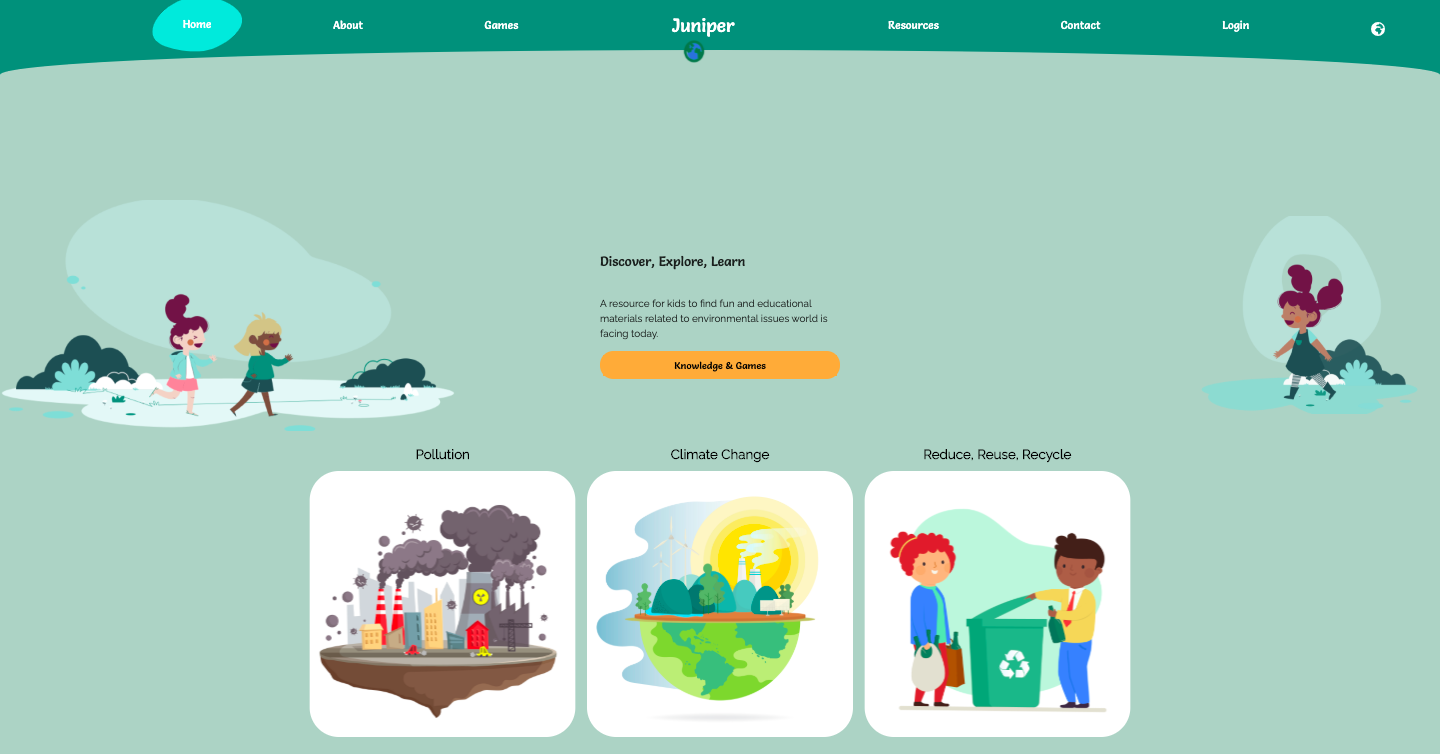 Home
About
Games
Juniper
Resources
Contact
Login
Discover, Explore, Learn
A resource for kids to find fun and educational
materials related to environmental issues world is
facing today.
Knowledge & Games
Pollution
Climate Change
Reduce, Reuse, Recycle